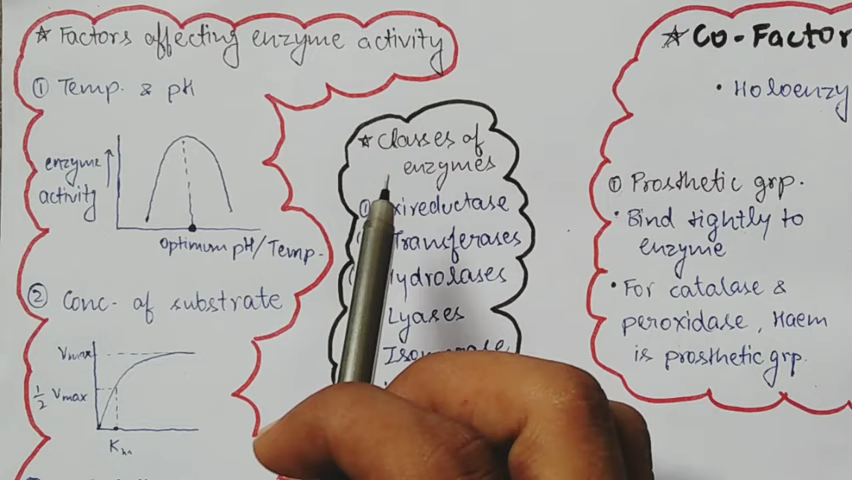 ★ Factors affecting enzyme activity
① Temp. & pH
enzyme
activity
Optimum pH/Temp.
② Conc. of substrate
Vmax
1/2 Vmax
Km
★ Classes of
enzymes
Transferases
Lyases
★ Co-Factor
• Holoenzy
① Prosthetic grp.
• Bind tightly to
enzyme
• For catalase &
peroxidase, Haem
is prosthetic grp.